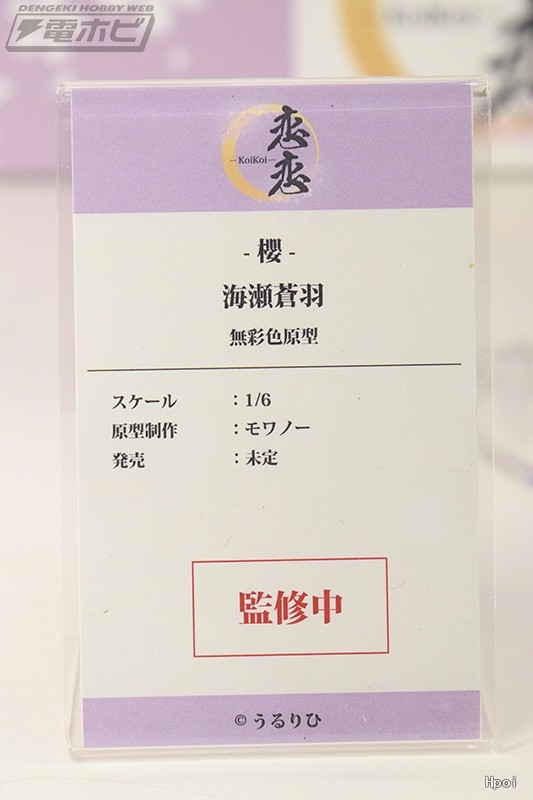 DENGEKI HOBBY WEB
電ホビ
恋
-KoiKoi-
恋
- 櫻 -
海瀬蒼羽
無彩色原型
スケール ：1/6
原型制作 ：モワノー
発売 ：未定
監修中
© うるりひ
Hpoi